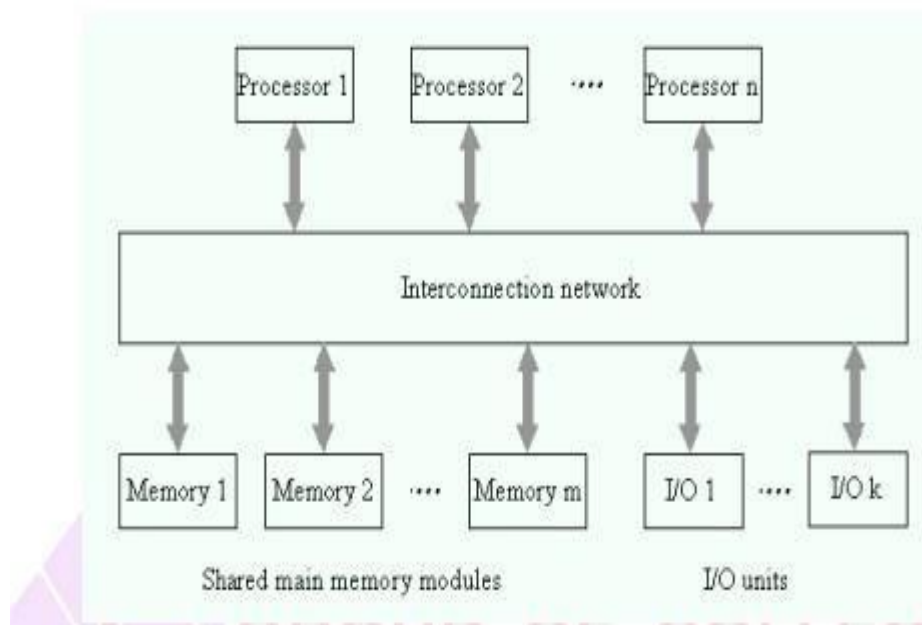 Processor 1 Processor 2 .... Processor n
Interconnection network
Memory 1 Memory 2 .... Memory m I/O 1 .... I/O k
Shared main memory modules I/O units